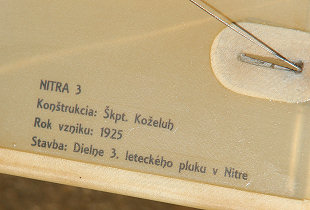 NITRA 3
Konštrukcia: Škpt. Koželuh
Rok vzniku: 1925
Stavba: Dielne 3. leteckého pluku v Nitre